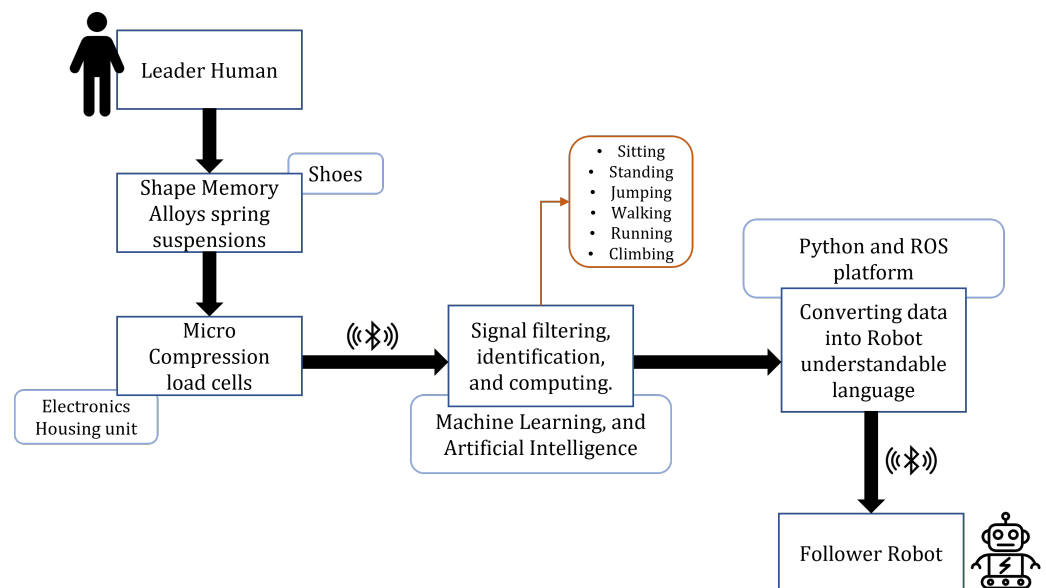 Leader Human
Shoes
Shape Memory
Alloys spring
suspensions
Micro
Compression
load cells
Electronics
Housing unit
• Sitting
• Standing
• Jumping
• Walking
• Running
• Climbing
Signal filtering,
identification,
and computing.
Machine Learning, and
Artificial Intelligence
Python and ROS
platform
Converting data
into Robot
understandable
language
Follower Robot